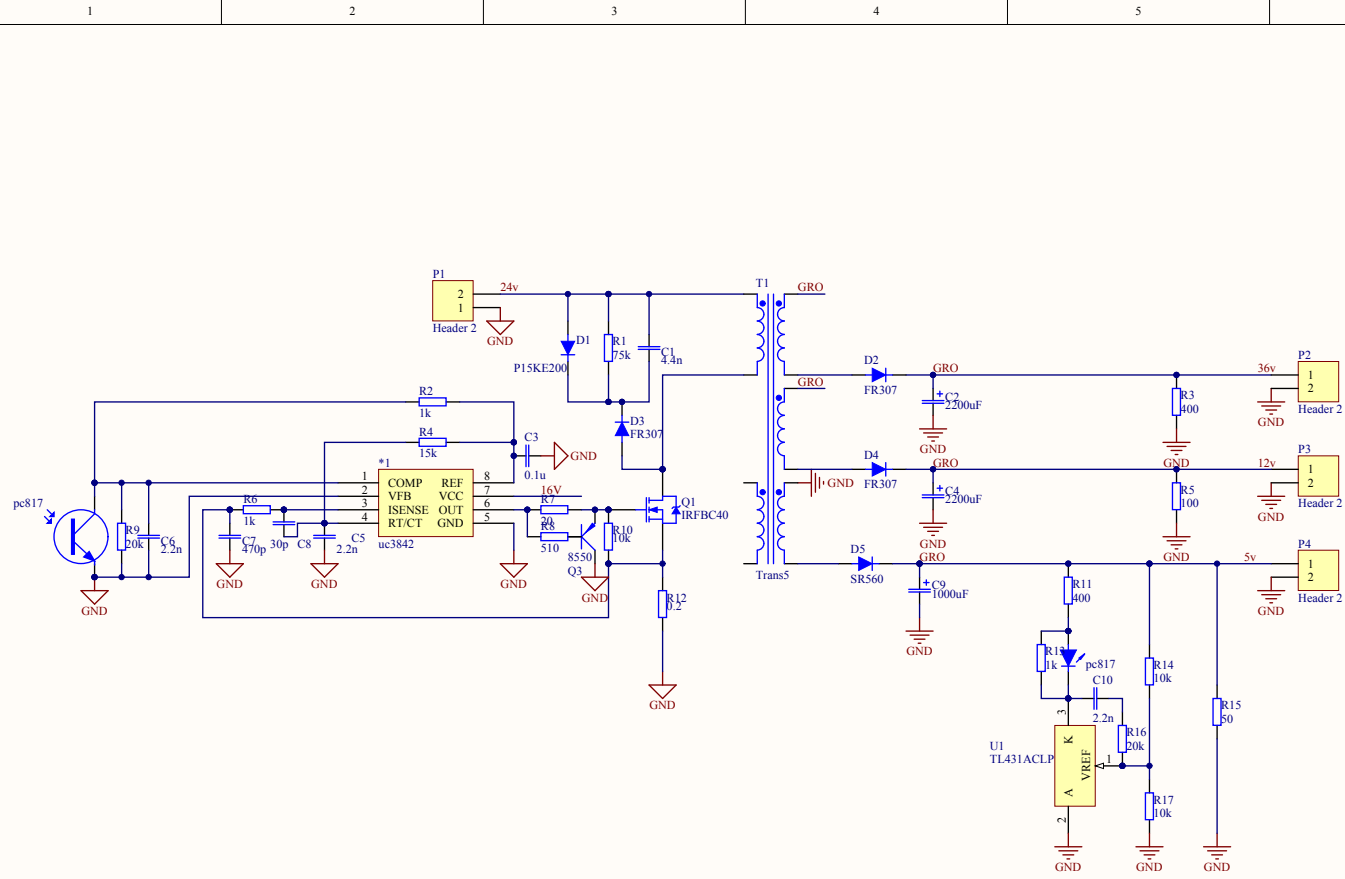 1 2 3 4 5
P1
2
1
Header 2
24v
GND
D1
P15KE200
R1
75k
C1
4.4n
T1
GRO
GRO
Trans5
D2
FR307
GRO
C2
2200uF
GND
R3
400
GND
36v
P2
1
2
Header 2
GND
R2
1k
R4
15k
C3
0.1u
GND
D3
FR307
GND
D4
FR307
GRO
C4
2200uF
GND
R5
100
GND
12v
P3
1
2
Header 2
GND
*1
1 COMP REF 8
2 VFB VCC 7
3 ISENSE OUT 6
4 RT/CT GND 5
uc3842
pc817
R9
20k
C6
2.2n
GND
R6
1k
C7
470p
GND
30p
C8
C5
2.2n
GND
GND
16V
R7
20
R8
510
8550
Q3
GND
R10
10k
Q1
IRFBC40
R12
0.2
GND
D5
SR560
GRO
C9
1000uF
GND
5v
P4
1
2
Header 2
GND
R11
400
R13
1k
pc817
C10
2.2n
R16
20k
R14
10k
R15
50
U1
TL431ACLP
3
K
VREF
1
A
2
R17
10k
GND
GND
GND